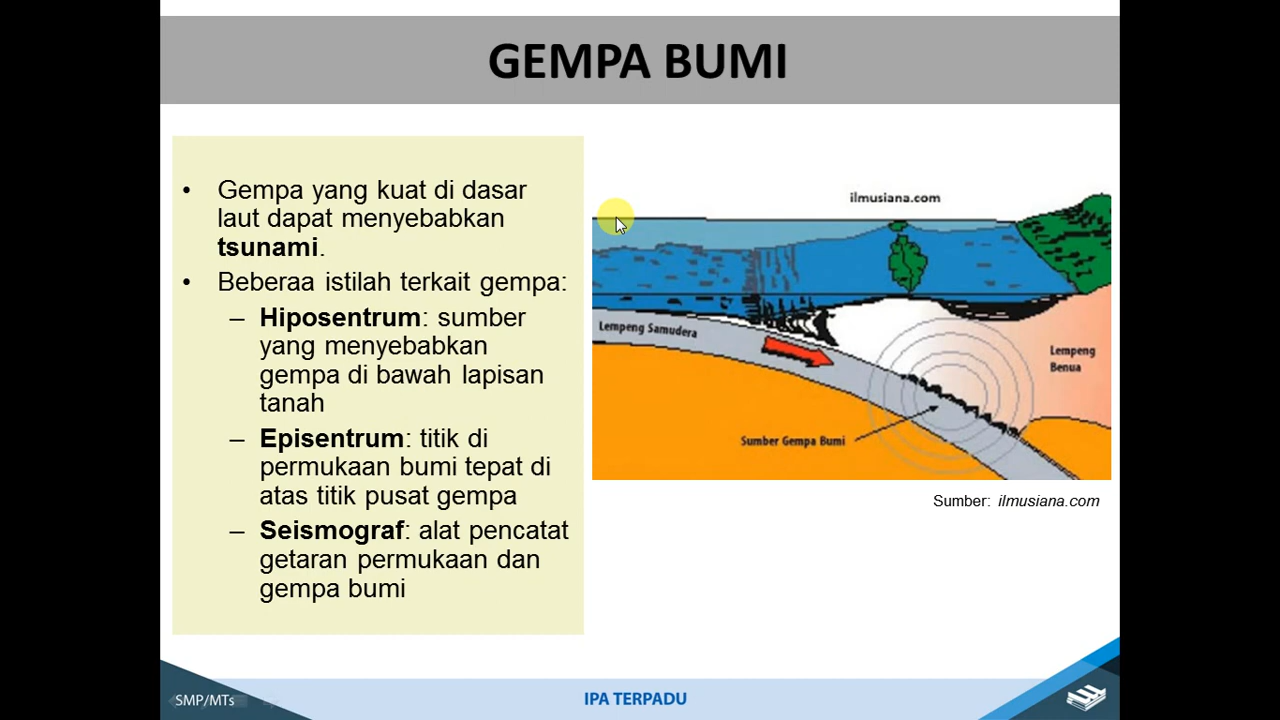 GEMPA BUMI
• Gempa yang kuat di dasar
laut dapat menyebabkan
tsunami.
• Beberaa istilah terkait gempa:
– Hiposentrum: sumber
yang menyebabkan
gempa di bawah lapisan
tanah
– Episentrum: titik di
permukaan bumi tepat di
atas titik pusat gempa
– Seismograf: alat pencatat
getaran permukaan dan
gempa bumi
ilmusiana.com
Lempeng Samudera
Lempeng
Benua
Sumber Gempa Bumi
Sumber: ilmusiana.com
SMP/MTs
IPA TERPADU